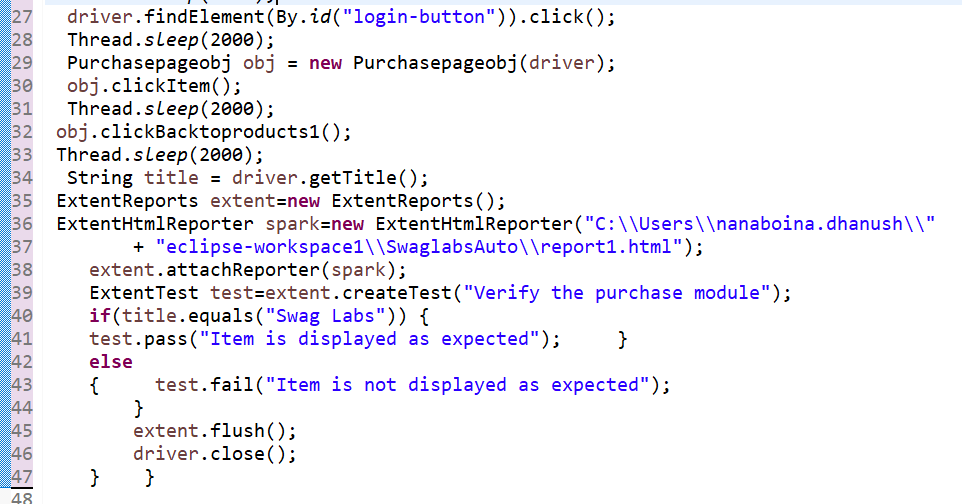 27 driver.findElement(By.id("login-button")).click();
28 Thread.sleep(2000);
29 Purchasepageobj obj = new Purchasepageobj(driver);
30 obj.clickItem();
31 Thread.sleep(2000);
32 obj.clickBacktoproducts1();
33 Thread.sleep(2000);
34 String title = driver.getTitle();
35 ExtentReports extent=new ExtentReports();
36 ExtentHtmlReporter spark=new ExtentHtmlReporter("C:\\Users\\nanaboina.dhanush\\"
37 + "eclipse-workspace1\\SwaglabsAuto\\report1.html");
38 extent.attachReporter(spark);
39 ExtentTest test=extent.createTest("Verify the purchase module");
40 if(title.equals("Swag Labs")) {
41 test.pass("Item is displayed as expected"); }
42 else
43 { test.fail("Item is not displayed as expected");
44 }
45 extent.flush();
46 driver.close();
47 } }
48